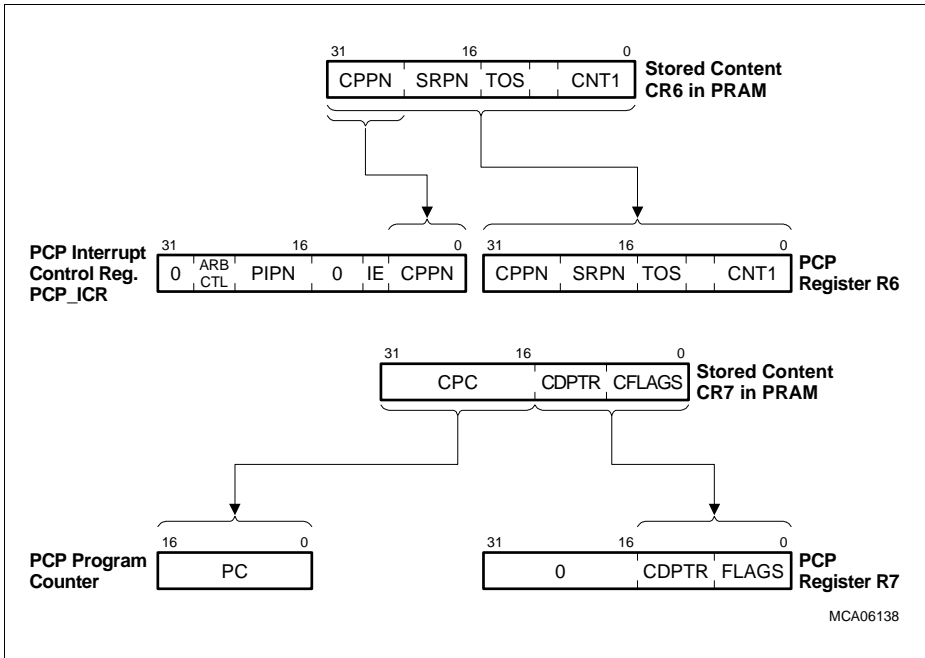 31 16 0
CPPN SRPN TOS CNT1
Stored Content
CR6 in PRAM
PCP Interrupt
Control Reg.
PCP_ICR
31 16 0
0 ARB CTL PIPN 0 IE CPPN
31 16 0
CPPN SRPN TOS CNT1
PCP
Register R6
31 16 0
CPC CDPTR CFLAGS
Stored Content
CR7 in PRAM
PCP Program
Counter
16 0
PC
31 16 0
0 CDPTR FLAGS
PCP
Register R7
MCA06138